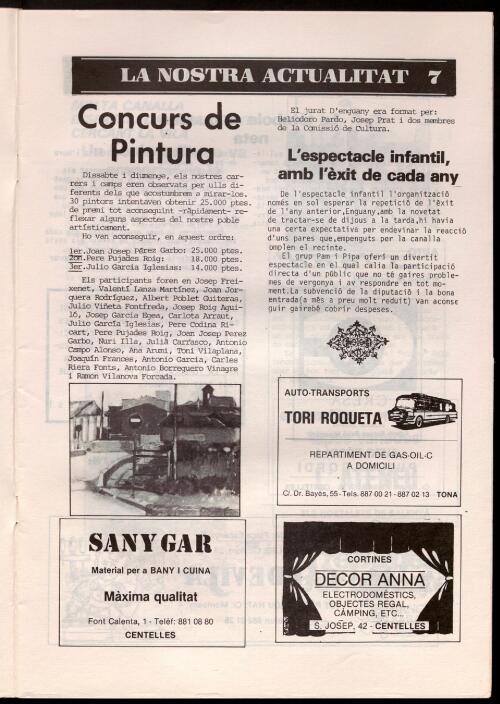 LA NOSTRA ACTUALITAT 7
Concurs de
Pintura
Dissabte i diumenge, els nostres car-
rers i camps eren observats per ulls di-
ferents dels que acostumbrem a mirar-los.
30 pintors intentaven obtenir 25.000 ptes.
de premi tot aconseguint -ràpidament- re-
flexar alguns aspectes del nostre poble
artísticament.
Ho van aconseguir, en aquest ordre:
1er.Joan Josep Pérez Garbo: 25.000 ptes.
2on.Pere Pujades Roig: 18.000 ptes.
3er.Julio García Iglesias: 14.000 ptes.
Els participants foren en Josep Frei-
xenet, Valentí Lanza Martínez, Joan Jor-
quera Rodríguez, Albert Poblet Quiteras,
Julio Viñeta Fontfreda, Josep Roig Agui-
ló, Josep García Egea, Carlota Arraut,
Julio García Iglesias, Pere Codina Ri-
cart, Pere Pujades Roig, Joan Josep Perez
Garbo, Nuri Illa, Julià Carrasco, Antonio
Campo Alonso, Ana Arumi, Toni Vilaplana,
Joaquín Frances, Antonio García, Carles
Riera Fonts, Antonio Borreguero Vinagre
i Ramon Vilanova Forcada.
El jurat D'enguany era format per:
Heliodoro Pardo, Josep Prat i dos membres
de la Comissió de Cultura.
L'espectacle infantil,
amb l'èxit de cada any
De l'espectacle infantil l'organització
només en sol esperar la repetició de l'èxit
de l'any anterior,Enguany,amb la novetat
de tractar-se de dijous a la tarda,hi havia
una certa expectativa per endevinar la reacció
d'uns pares que,empenguts per la canalla
omplen el recinte.
El grup Pam i Pipa oferí un divertit
espectacle en el qual calia la participació
directa d'un públic que no té gaires proble-
mes de vergonya i av respondre en tot mo-
ment.La subvenció de la diputació i la bona
entrada(a més a preu molt reduit) van aconse
guir gairebé cobrir despeses.
AUTO-TRANSPORTS
TORI ROQUETA
REPARTIMENT DE GAS-OIL-C
A DOMICILI
C/. Dr. Bayés, 55 - Tels. 887 00 21 - 887 02 13 TONA
SANYGAR
Material per a BANY I CUINA
Màxima qualitat
Font Calenta, 1 - Telèf: 881 08 80
CENTELLES
CORTINES
DECOR ANNA
ELECTRODOMÈSTICS,
OBJECTES REGAL,
CÀMPING, ETC...
S. JOSEP, 42 - CENTELLES